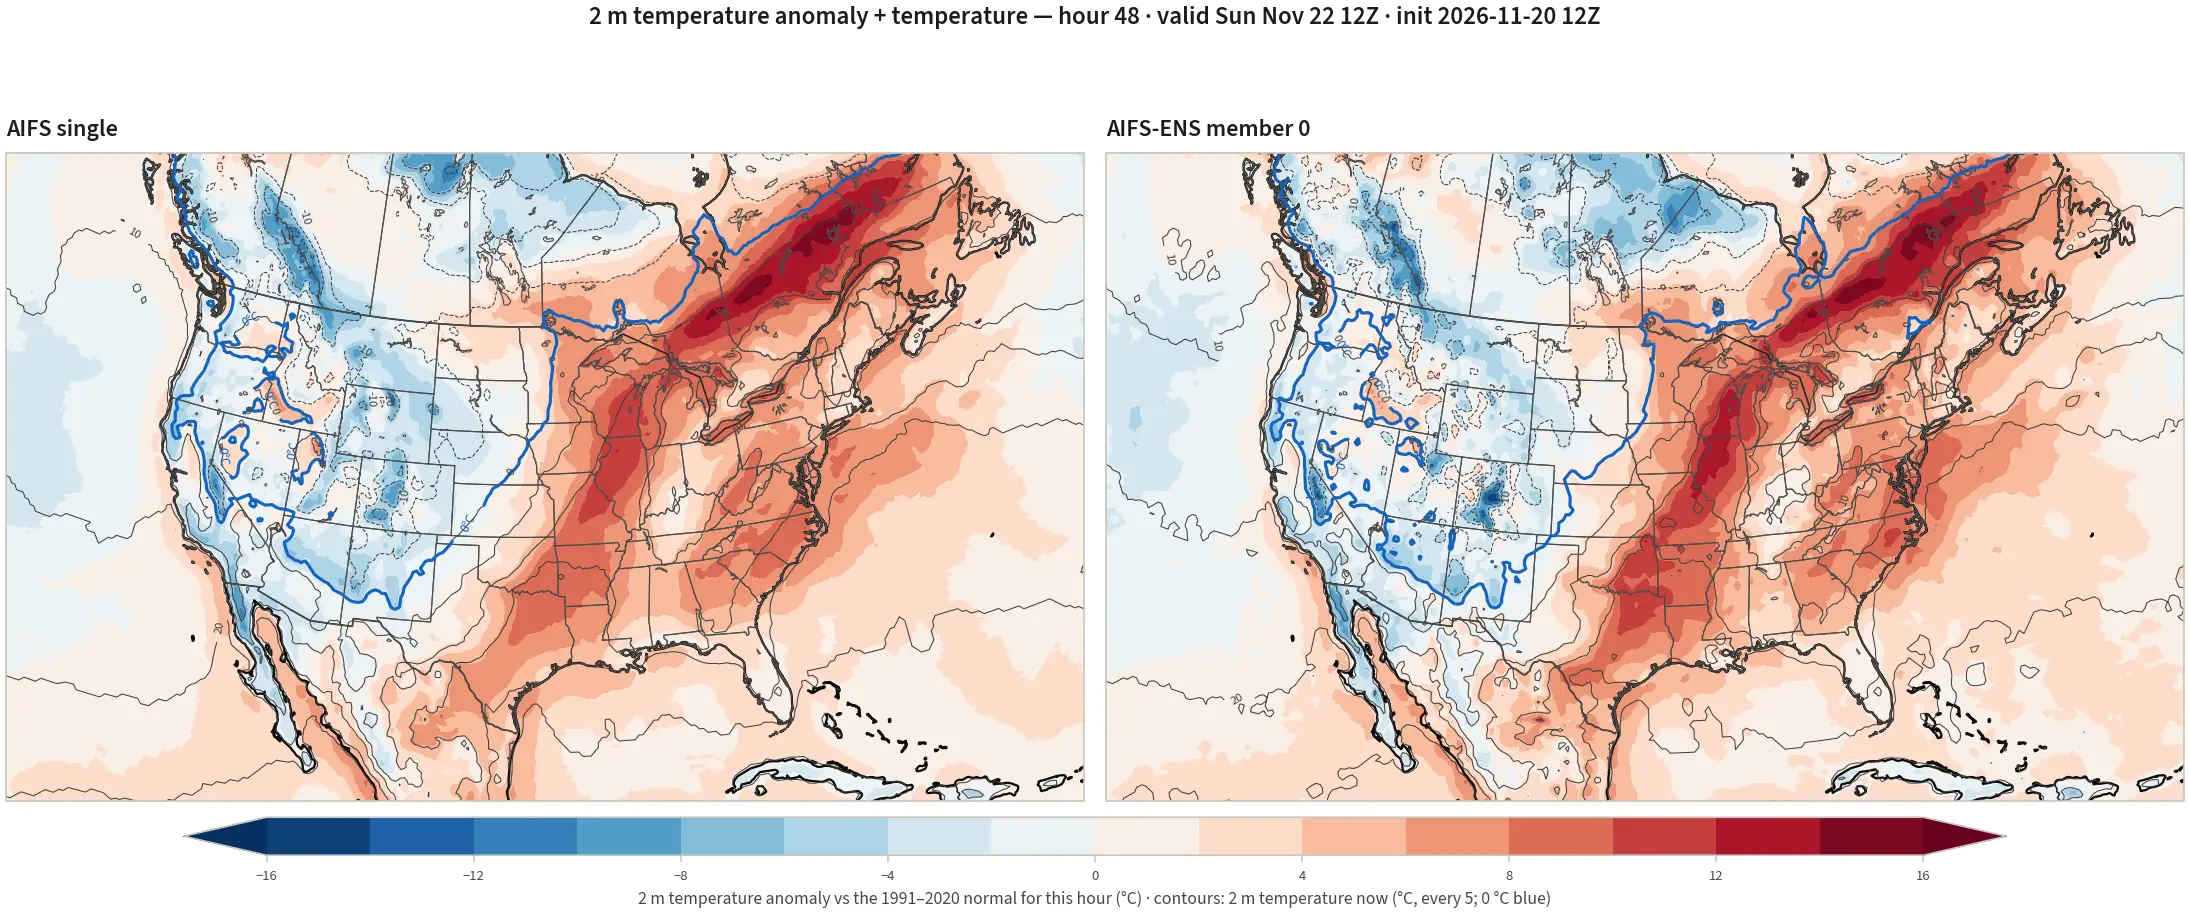 2 m temperature anomaly + temperature — hour 48 · valid Sun Nov 22 12Z · init 2026-11-20 12Z
AIFS single
AIFS-ENS member 0
−16 −12 −8 −4 0 4 8 12 16
2 m temperature anomaly vs the 1991–2020 normal for this hour (°C) · contours: 2 m temperature now (°C, every 5; 0 °C blue)